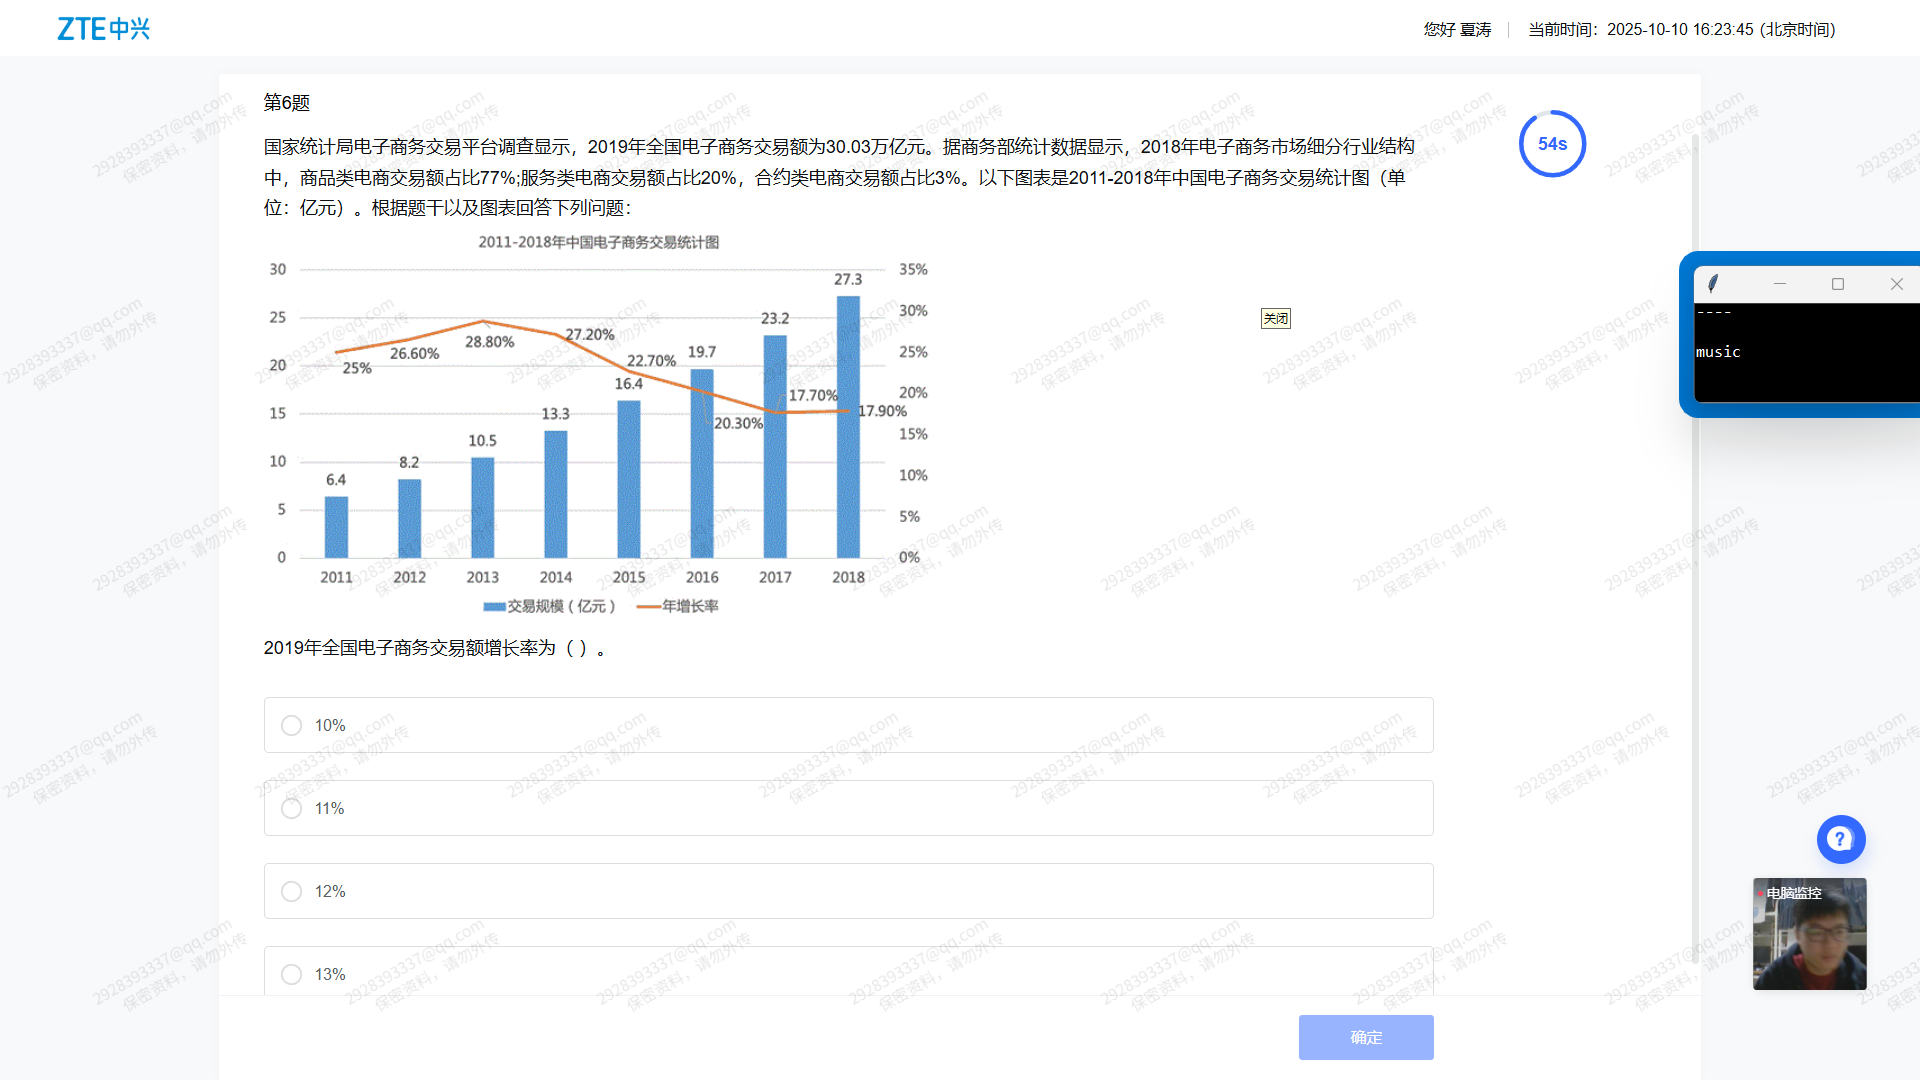 ZTE中兴
您好 夏涛
当前时间：2025-10-10 16:23:45 (北京时间)
第6题
54s
国家统计局电子商务交易平台调查显示，2019年全国电子商务交易额为30.03万亿元。据商务部统计数据显示，2018年电子商务市场细分行业结构
中，商品类电商交易额占比77%;服务类电商交易额占比20%，合约类电商交易额占比3%。以下图表是2011-2018年中国电子商务交易统计图（单
位：亿元）。根据题干以及图表回答下列问题：
2011-2018年中国电子商务交易统计图
30
25
20
15
10
5
0
35%
30%
25%
20%
15%
10%
5%
0%
6.4
8.2
10.5
13.3
16.4
19.7
23.2
27.3
25%
26.60%
28.80%
27.20%
22.70%
20.30%
17.70%
17.90%
2011 2012 2013 2014 2015 2016 2017 2018
交易规模（亿元） 年增长率
关闭
----
music
2019年全国电子商务交易额增长率为（ ）。
10%
11%
12%
13%
确定
电脑监控
2928393337@qq.com
保密资料，请勿外传